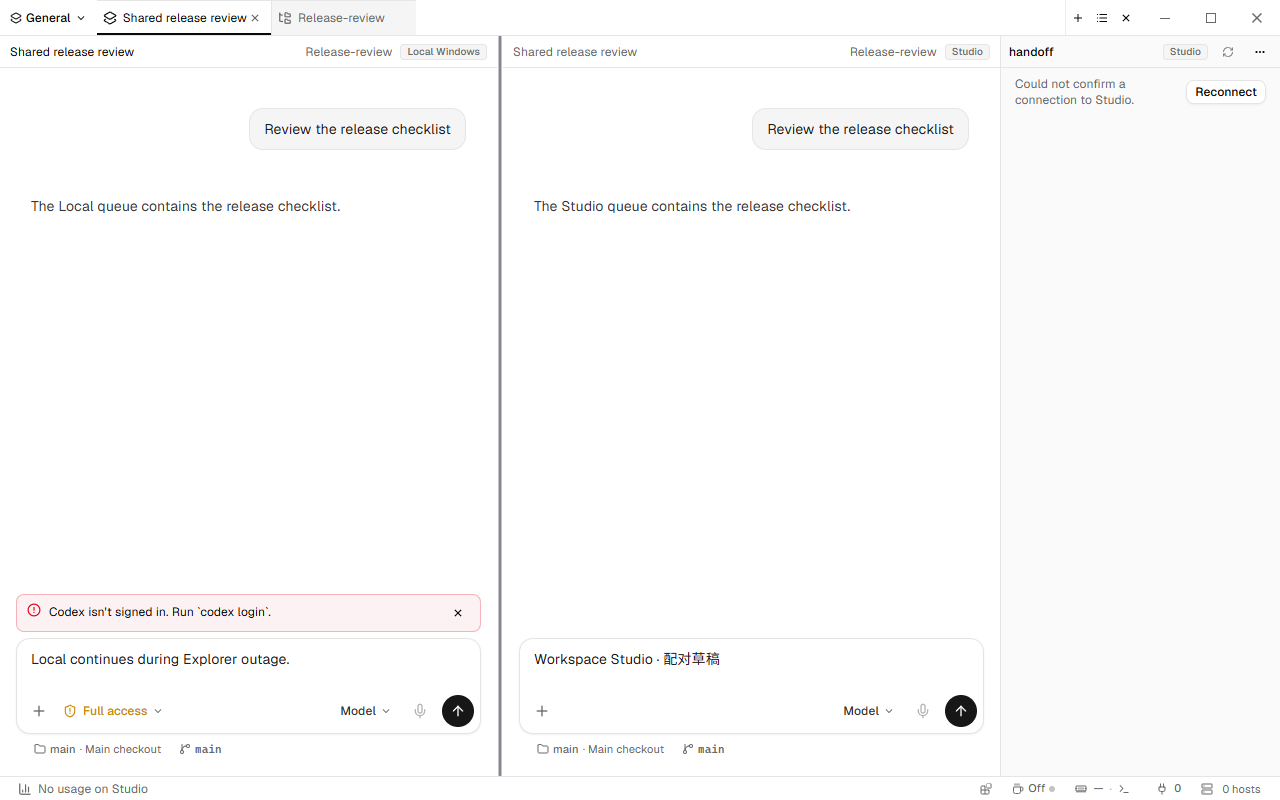 General
Shared release review
Release-review
Shared release review
Release-review
Local Windows
Shared release review
Release-review
Studio
handoff
Studio
Could not confirm a
connection to Studio.
Reconnect
Review the release checklist
Review the release checklist
The Local queue contains the release checklist.
The Studio queue contains the release checklist.
Codex isn't signed in. Run `codex login`.
Local continues during Explorer outage.
Workspace Studio · 配对草稿
Full access
Model
Model
main · Main checkout
main
main · Main checkout
main
No usage on Studio
Off
— ·
0
0 hosts